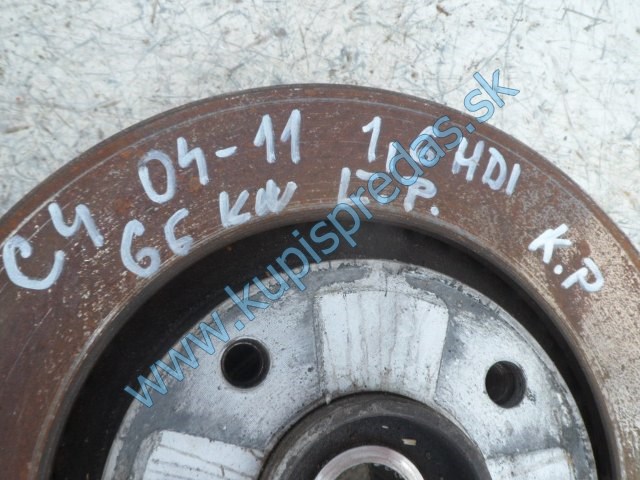 C4 04-11 1,6 HDI
66 KW L.P. K.P
www.kupispredas.sk